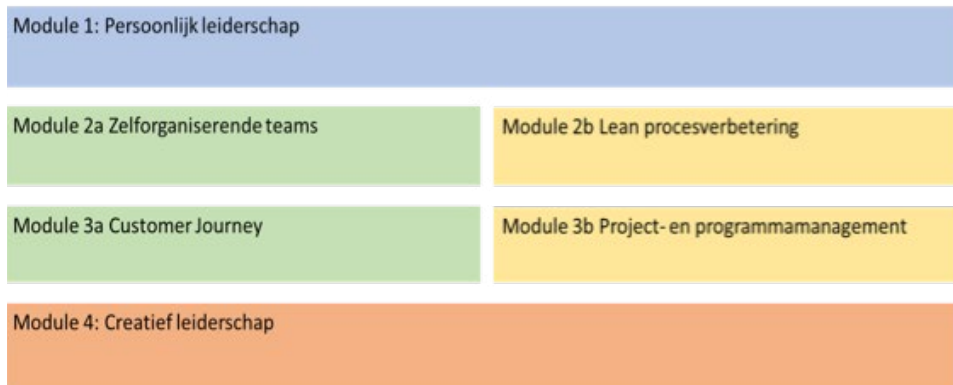 Module 1: Persoonlijk leiderschap
Module 2a Zelforganiserende teams
Module 2b Lean procesverbetering
Module 3a Customer Journey
Module 3b Project- en programmamanagement
Module 4: Creatief leiderschap